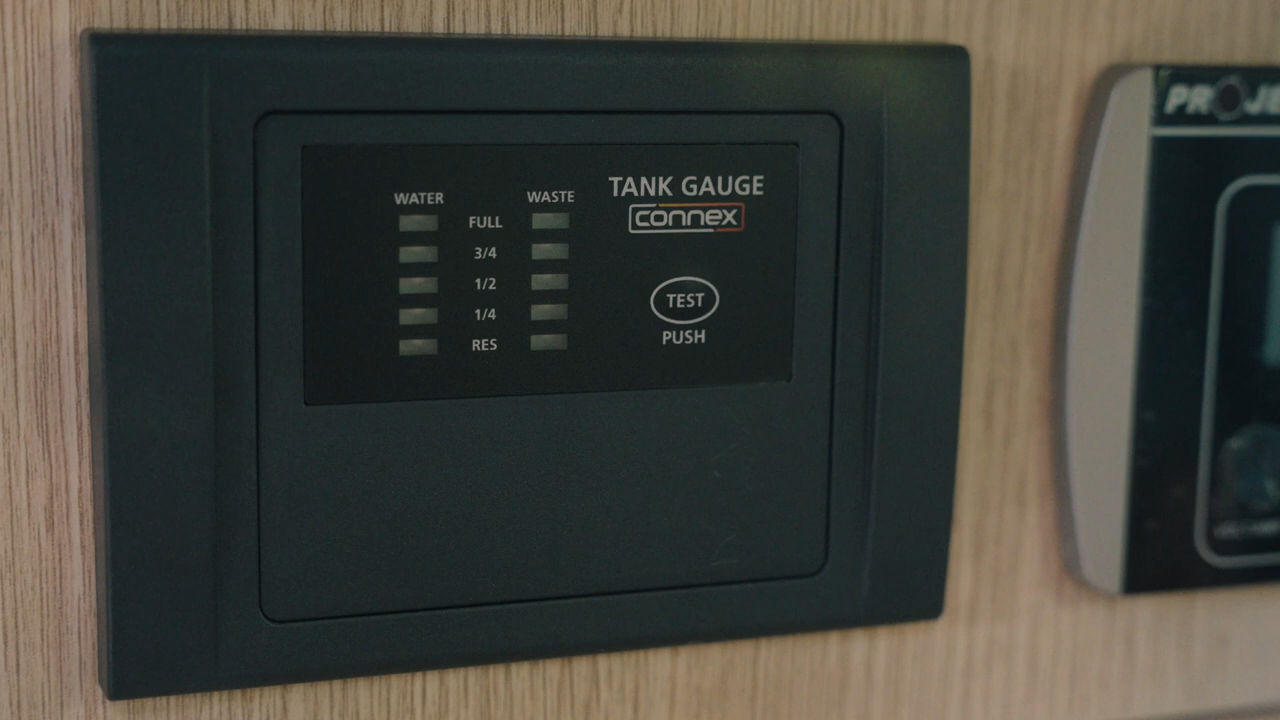 WATER
WASTE
FULL
3/4
1/2
1/4
RES
TANK GAUGE
connex
TEST
PUSH